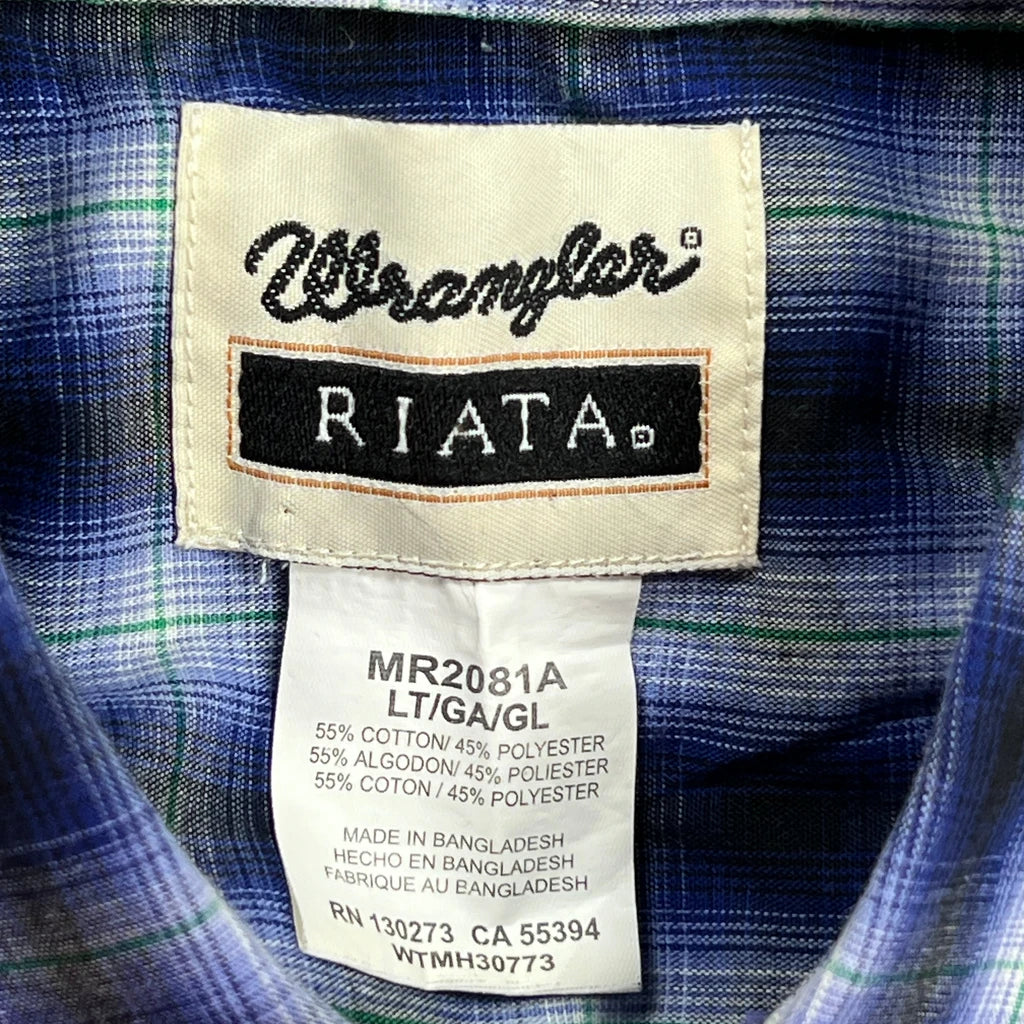 Wrangler
RIATA
MR2081A
LT/GA/GL
55% COTTON/ 45% POLYESTER
55% ALGODON/ 45% POLIESTER
55% COTON / 45% POLYESTER
MADE IN BANGLADESH
HECHO EN BANGLADESH
FABRIQUE AU BANGLADESH
RN 130273 CA 55394
WTMH30773